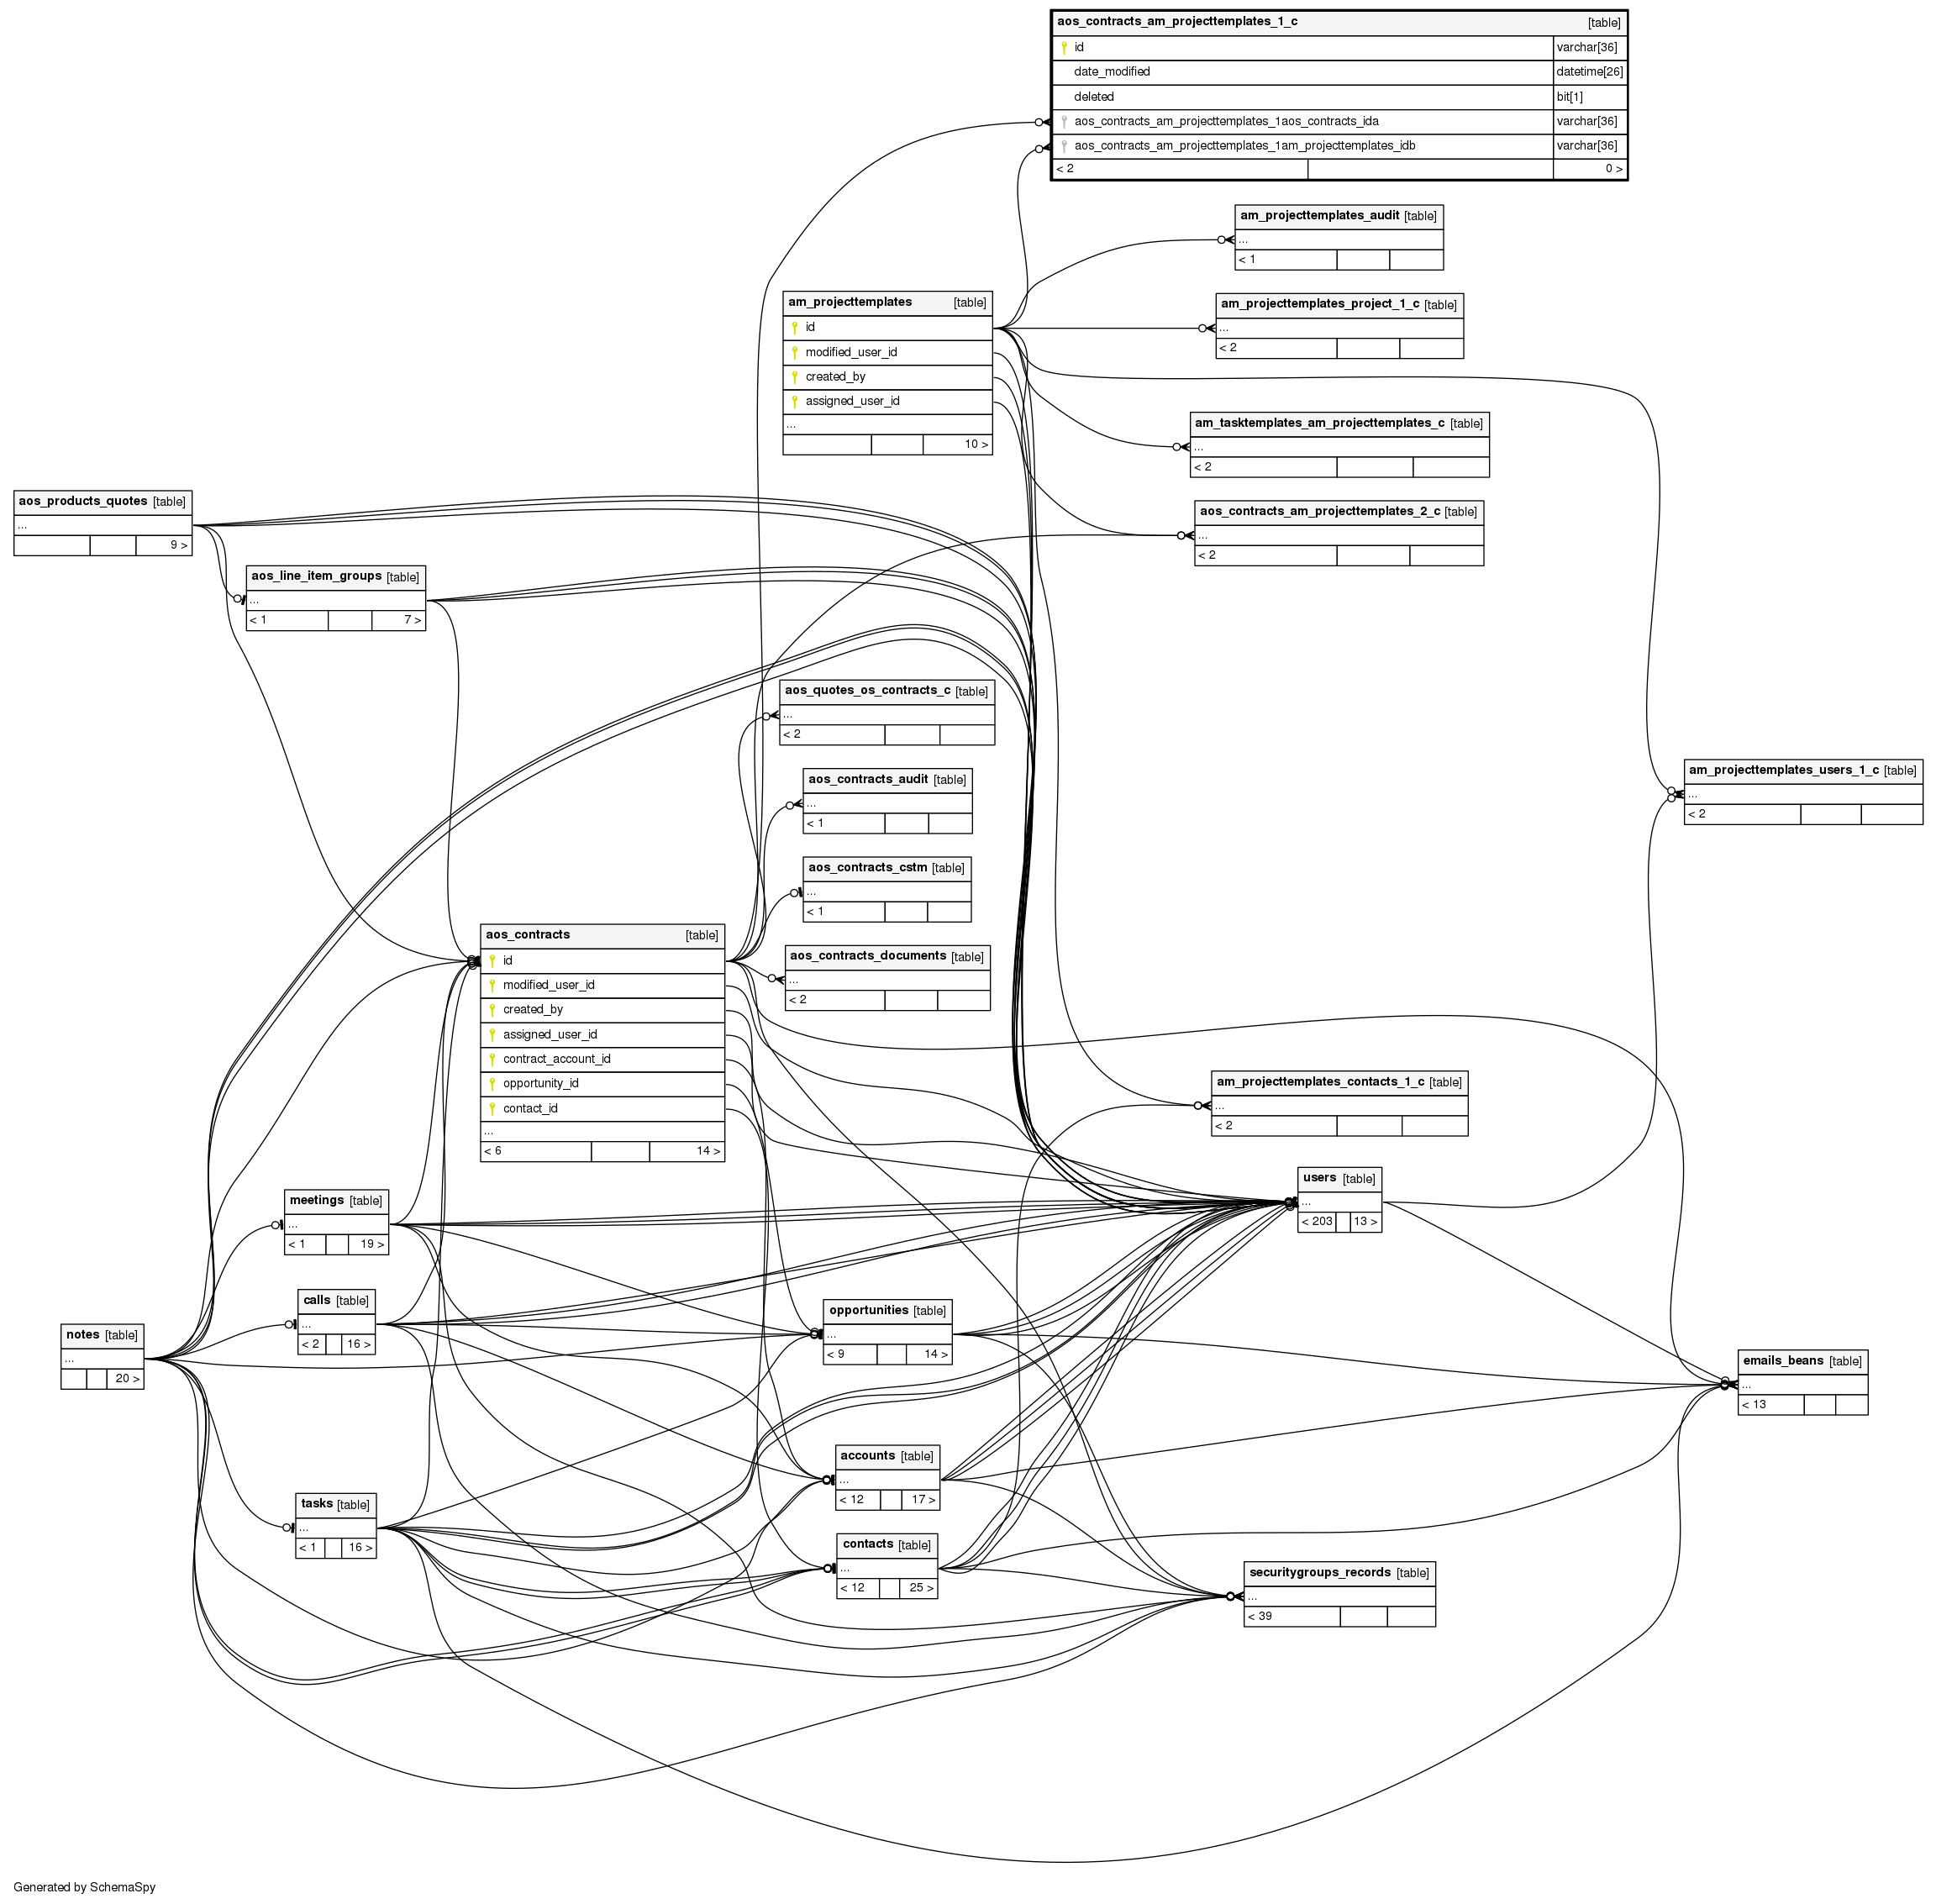 aos_contracts_am_projecttemplates_1_c [table]
id varchar[36]
date_modified datetime[26]
deleted bit[1]
aos_contracts_am_projecttemplates_1aos_contracts_ida varchar[36]
aos_contracts_am_projecttemplates_1am_projecttemplates_idb varchar[36]
< 2 0 >
am_projecttemplates_audit [table]
...
< 1
am_projecttemplates [table]
id
modified_user_id
created_by
assigned_user_id
...
10 >
am_projecttemplates_project_1_c [table]
...
< 2
am_tasktemplates_am_projecttemplates_c [table]
...
< 2
aos_products_quotes [table]
...
9 >
aos_contracts_am_projecttemplates_2_c [table]
...
< 2
aos_line_item_groups [table]
...
< 1 7 >
aos_quotes_os_contracts_c [table]
...
< 2
aos_contracts_audit [table]
...
< 1
am_projecttemplates_users_1_c [table]
...
< 2
aos_contracts_cstm [table]
...
< 1
aos_contracts [table]
id
modified_user_id
created_by
assigned_user_id
contract_account_id
opportunity_id
contact_id
...
< 6 14 >
aos_contracts_documents [table]
...
< 2
am_projecttemplates_contacts_1_c [table]
...
< 2
users [table]
...
< 203 13 >
meetings [table]
...
< 1 19 >
calls [table]
...
< 2 16 >
opportunities [table]
...
< 9 14 >
notes [table]
...
20 >
emails_beans [table]
...
< 13
accounts [table]
...
< 12 17 >
tasks [table]
...
< 1 16 >
contacts [table]
...
< 12 25 >
securitygroups_records [table]
...
< 39
Generated by SchemaSpy